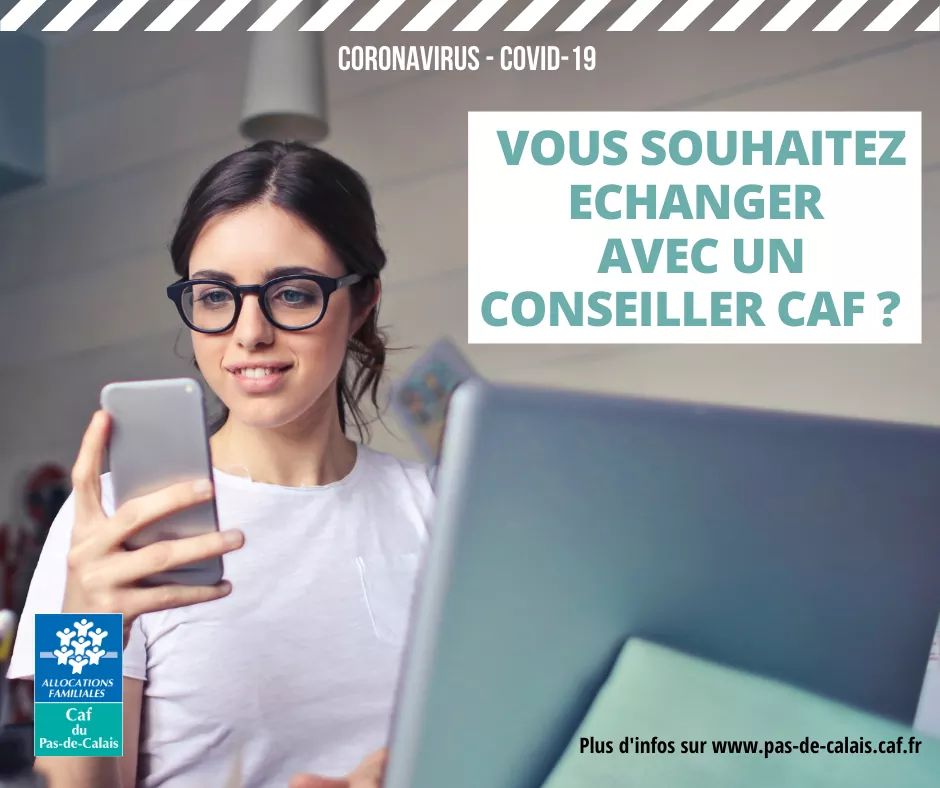 CORONAVIRUS - COVID-19
VOUS SOUHAITEZ
ECHANGER
AVEC UN
CONSEILLER CAF ?
ALLOCATIONS
FAMILIALES
Caf
du
Pas-de-Calais
Plus d'infos sur www.pas-de-calais.caf.fr